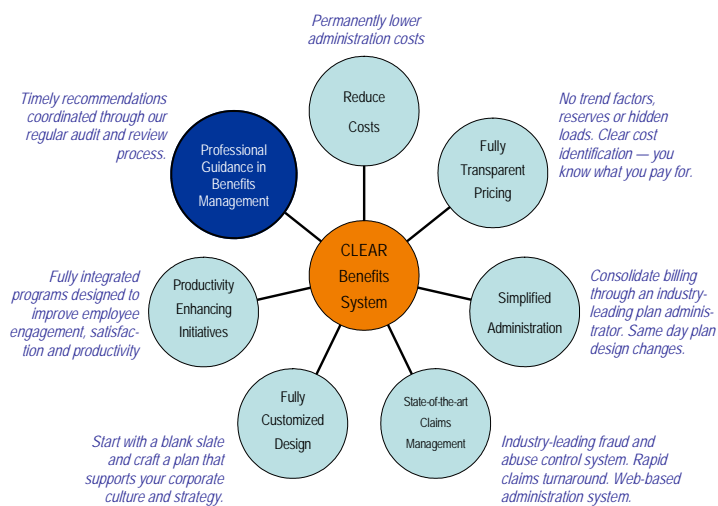 Permanently lower
administration costs
Reduce
Costs
No trend factors,
reserves or hidden
loads. Clear cost
identification — you
know what you pay for.
Fully
Transparent
Pricing
Consolidate billing
through an industry-
leading plan adminis-
trator. Same day plan
design changes.
Simplified
Administration
State-of-the-art
Claims
Management
Industry-leading fraud and
abuse control system. Rapid
claims turnaround. Web-based
administration system.
Fully
Customized
Design
Start with a blank slate
and craft a plan that
supports your corporate
culture and strategy.
Productivity
Enhancing
Initiatives
Fully integrated
programs designed to
improve employee
engagement, satisfac-
tion and productivity
Professional
Guidance in
Benefits
Management
Timely recommendations
coordinated through our
regular audit and review
process.
CLEAR
Benefits
System